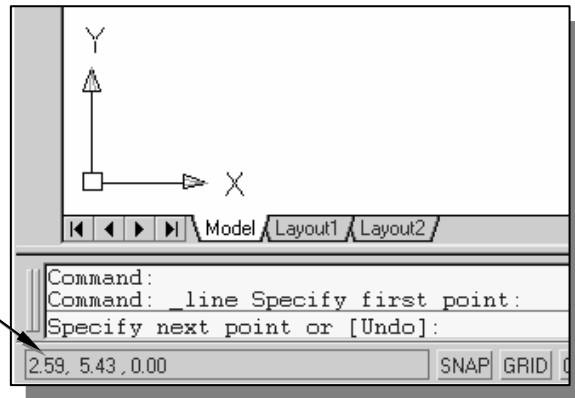 Y
X
Model Layout1 Layout2
Command:
Command: _line Specify first point:
Specify next point or [Undo]:
2.59, 5.43 , 0.00 SNAP GRID